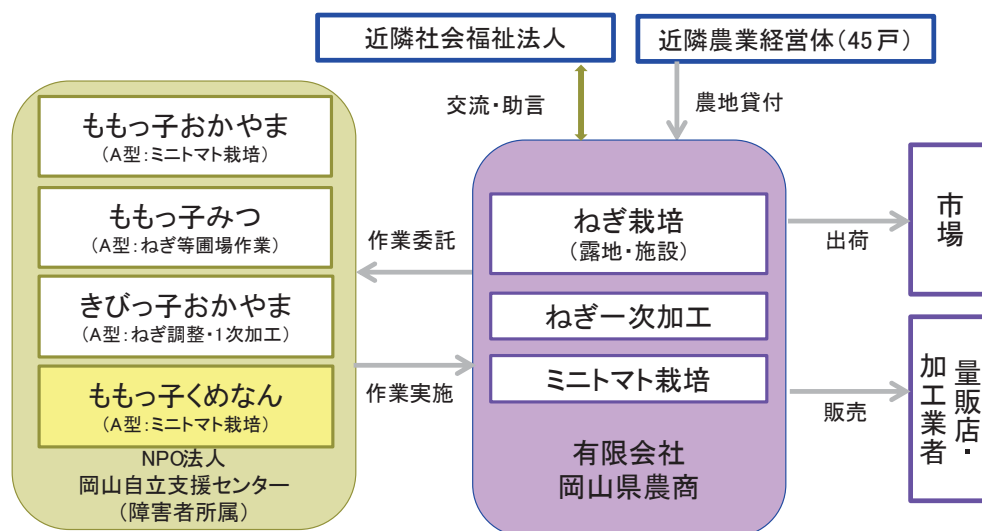 近隣社会福祉法人
近隣農業経営体(45戸)
交流・助言
農地貸付
ももっ子おかやま
(A型:ミニトマト栽培)
ももっ子みつ
(A型:ねぎ等圃場作業)
きびっ子おかやま
(A型:ねぎ調整・1次加工)
ももっ子くめなん
(A型:ミニトマト栽培)
NPO法人
岡山自立支援センター
(障害者所属)
作業委託
作業実施
ねぎ栽培
(露地・施設)
ねぎ一次加工
ミニトマト栽培
有限会社
岡山県農商
出荷
販売
市場
量販店・
加工業者